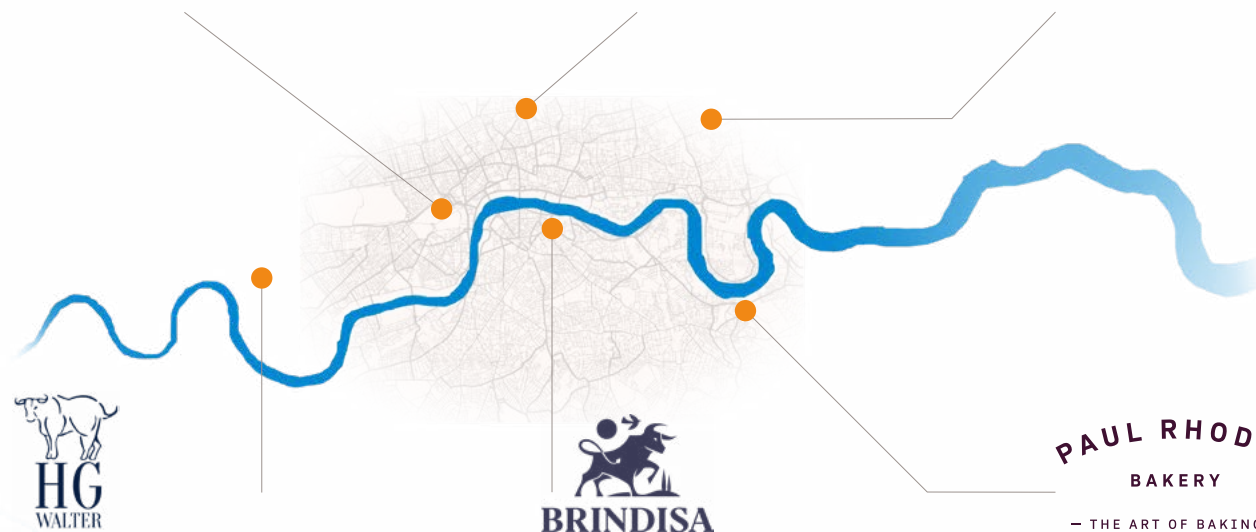 HG
WALTER
BRINDISA
PAUL RHOD
BAKERY
— THE ART OF BAKIN